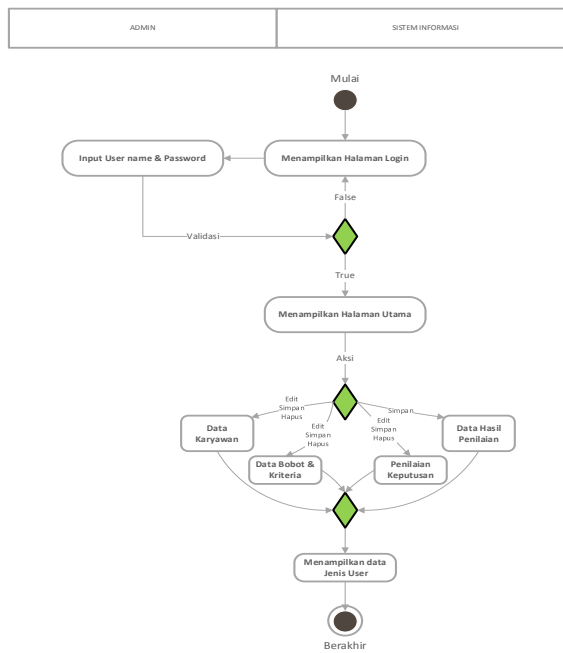 ADMIN
SISTEM INFORMASI
Mulai
Input User name & Password
Menampilkan Halaman Login
False
Validasi
True
Menampilkan Halaman Utama
Aksi
Edit
Simpan
Hapus
Simpan
Edit
Simpan
Hapus
Edit
Simpan
Hapus
Data
Karyawan
Data Hasil
Penilaian
Data Bobot &
Kriteria
Penilaian
Keputusan
Menampilkan data
Jenis User
Berakhir